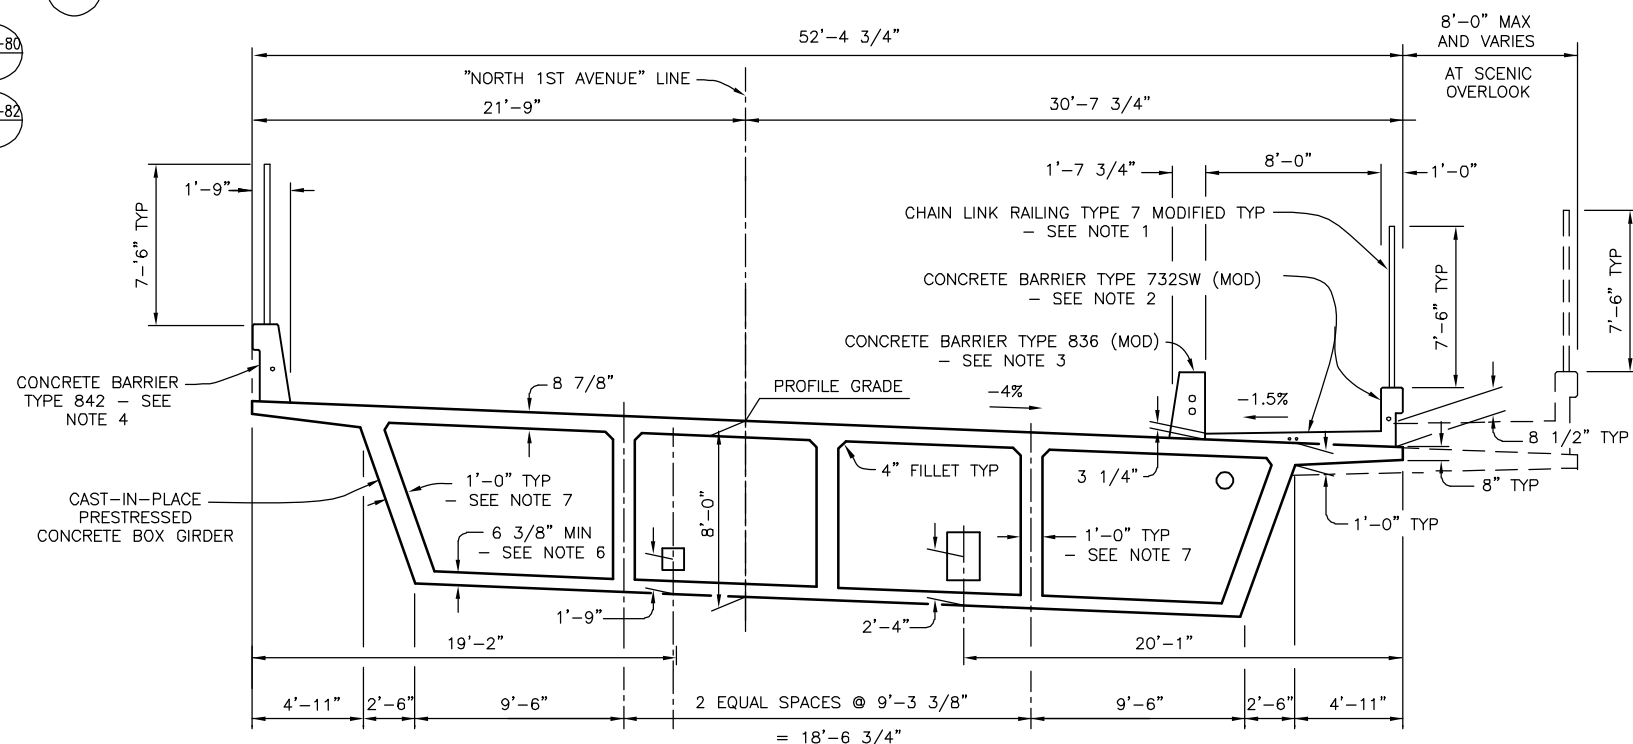 8'-0" MAX
AND VARIES
AT SCENIC
OVERLOOK
-80
-82
52'-4 3/4"
"NORTH 1ST AVENUE" LINE
21'-9"
30'-7 3/4"
1'-9"
7-'6" TYP
1'-7 3/4"
8'-0"
1'-0"
CHAIN LINK RAILING TYPE 7 MODIFIED TYP
- SEE NOTE 1
CONCRETE BARRIER TYPE 732SW (MOD)
- SEE NOTE 2
CONCRETE BARRIER TYPE 836 (MOD)
- SEE NOTE 3
7'-6" TYP
7'-6" TYP
CONCRETE BARRIER
TYPE 842 - SEE
NOTE 4
8 7/8"
PROFILE GRADE
-4%
-1.5%
8 1/2" TYP
8" TYP
1'-0" TYP
3 1/4"
4" FILLET TYP
CAST-IN-PLACE
PRESTRESSED
CONCRETE BOX GIRDER
1'-0" TYP
- SEE NOTE 7
6 3/8" MIN
- SEE NOTE 6
8'-0"
1'-0" TYP
- SEE NOTE 7
1'-9"
2'-4"
19'-2"
20'-1"
4'-11"
2'-6"
9'-6"
2 EQUAL SPACES @ 9'-3 3/8"
= 18'-6 3/4"
9'-6"
2'-6"
4'-11"